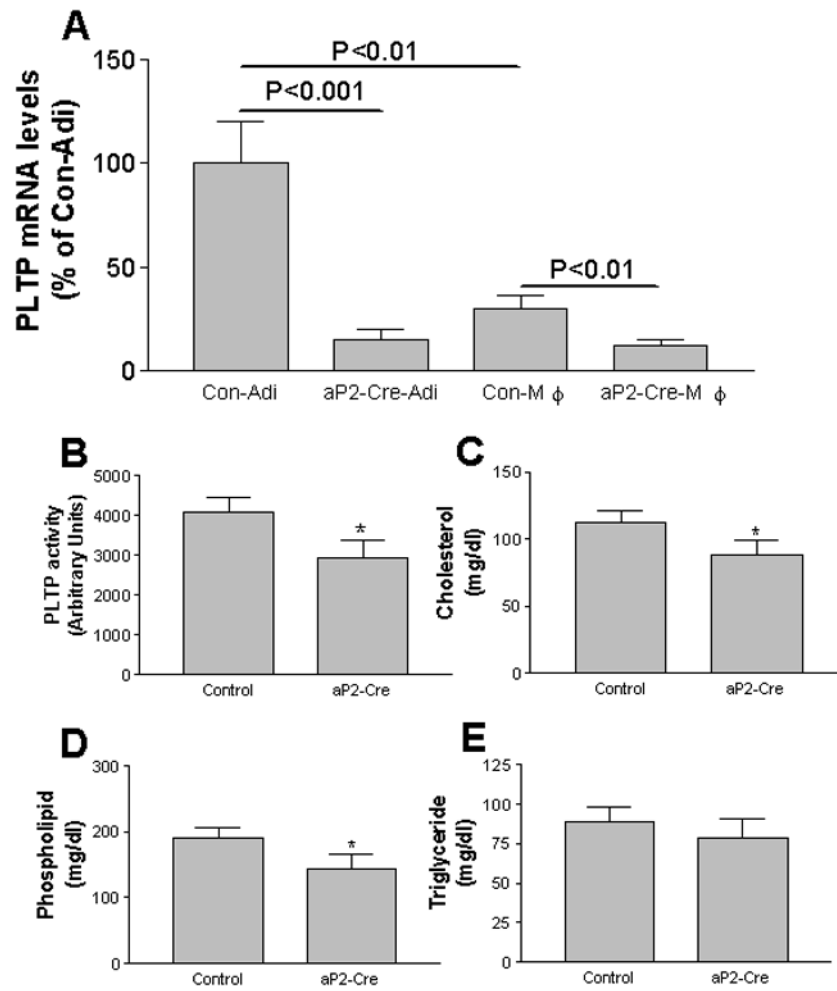 A
PLTP mRNA levels
(% of Con-Adi)
150
100
50
0
P<0.01
P<0.001
P<0.01
Con-Adi
aP2-Cre-Adi
Con-M ϕ
aP2-Cre-M ϕ
B
PLTP activity
(Arbitrary Units)
5000
4000
3000
2000
1000
0
*
Control
aP2-Cre
C
Cholesterol
(mg/dl)
150
100
50
0
*
Control
aP2-Cre
D
Phospholipid
(mg/dl)
300
200
100
0
*
Control
aP2-Cre
E
Triglyceride
(mg/dl)
125
100
75
50
25
0
Control
aP2-Cre